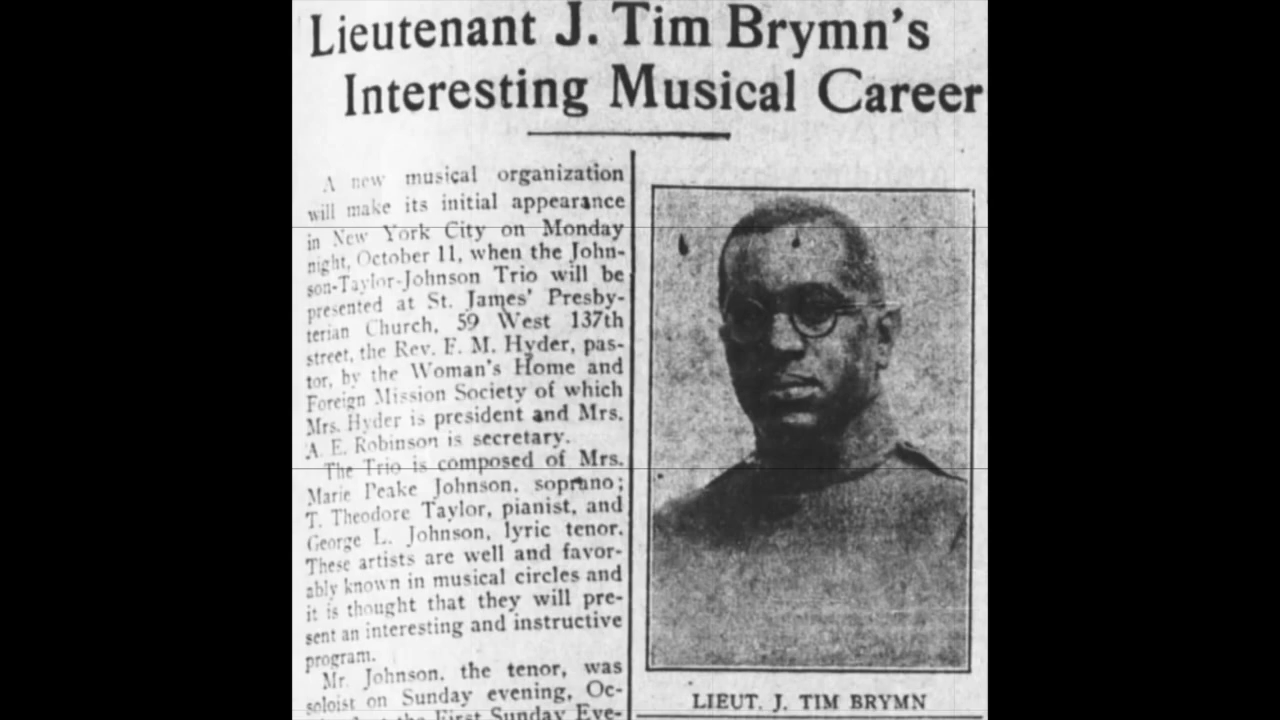 Lieutenant J. Tim Brymn's
Interesting Musical Career
A new musical organization
will make its initial appearance
in New York City on Monday
night, October 11, when the John-
son-Taylor-Johnson Trio will be
presented at St. James' Presby-
terian Church, 59 West 137th
street, the Rev. F. M. Hyder, pas-
tor, by the Woman's Home and
Foreign Mission Society of which
Mrs. Hyder is president and Mrs.
A. E. Robinson is secretary.
The Trio is composed of Mrs.
Marie Peake Johnson, soprano;
T. Theodore Taylor, pianist, and
George L. Johnson, lyric tenor.
These artists are well and favor-
ably known in musical circles and
it is thought that they will pre-
sent an interesting and instructive
program.
Mr. Johnson, the tenor, was
soloist on Sunday evening, Oc-
the First Sunday Eve-
LIEUT. J. TIM BRYMN